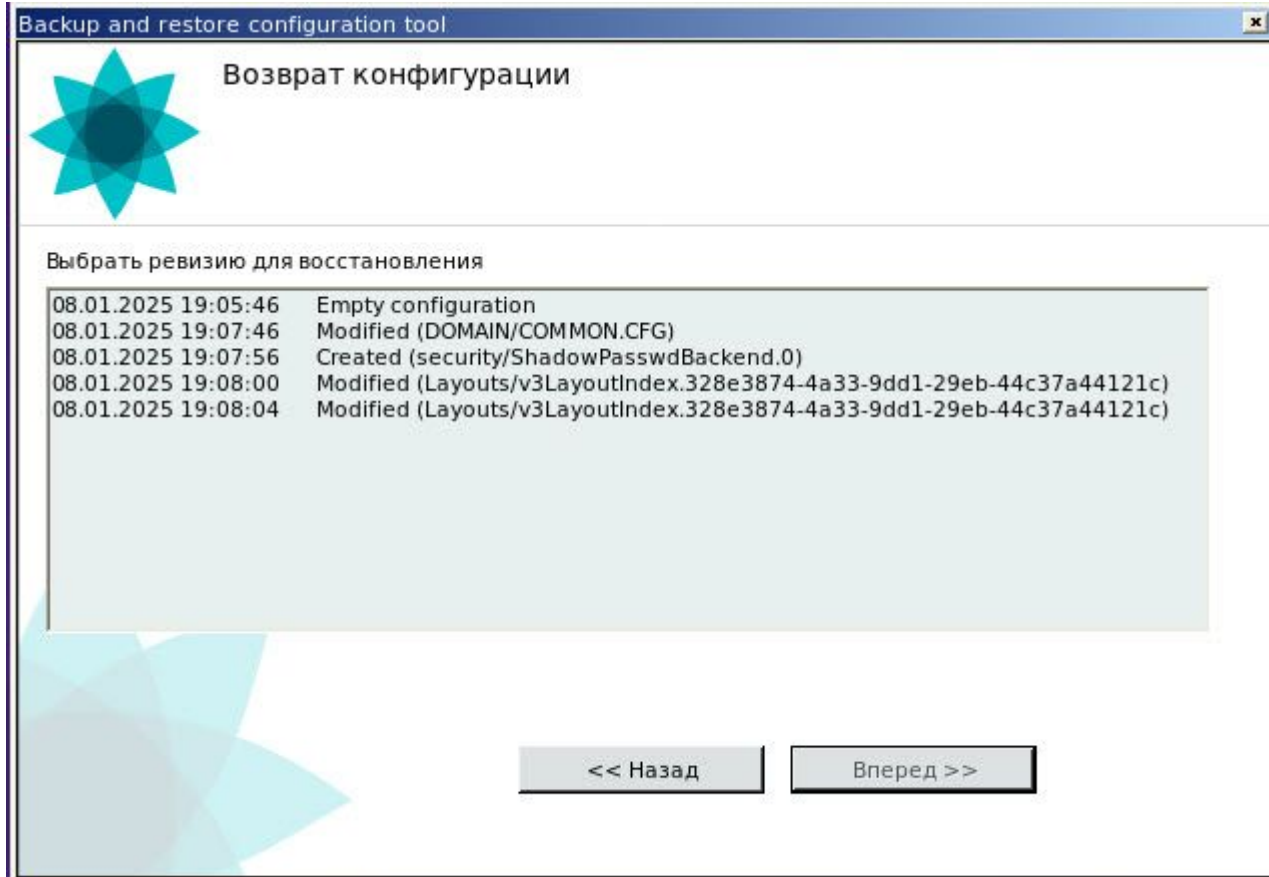 Backup and restore configuration tool
Возврат конфигурации
Выбрать ревизию для восстановления
08.01.2025 19:05:46 Empty configuration
08.01.2025 19:07:46 Modified (DOMAIN/COMMON.CFG)
08.01.2025 19:07:56 Created (security/ShadowPasswdBackend.0)
08.01.2025 19:08:00 Modified (Layouts/v3LayoutIndex.328e3874-4a33-9dd1-29eb-44c37a44121c)
08.01.2025 19:08:04 Modified (Layouts/v3LayoutIndex.328e3874-4a33-9dd1-29eb-44c37a44121c)
<< Назад
Вперед >>